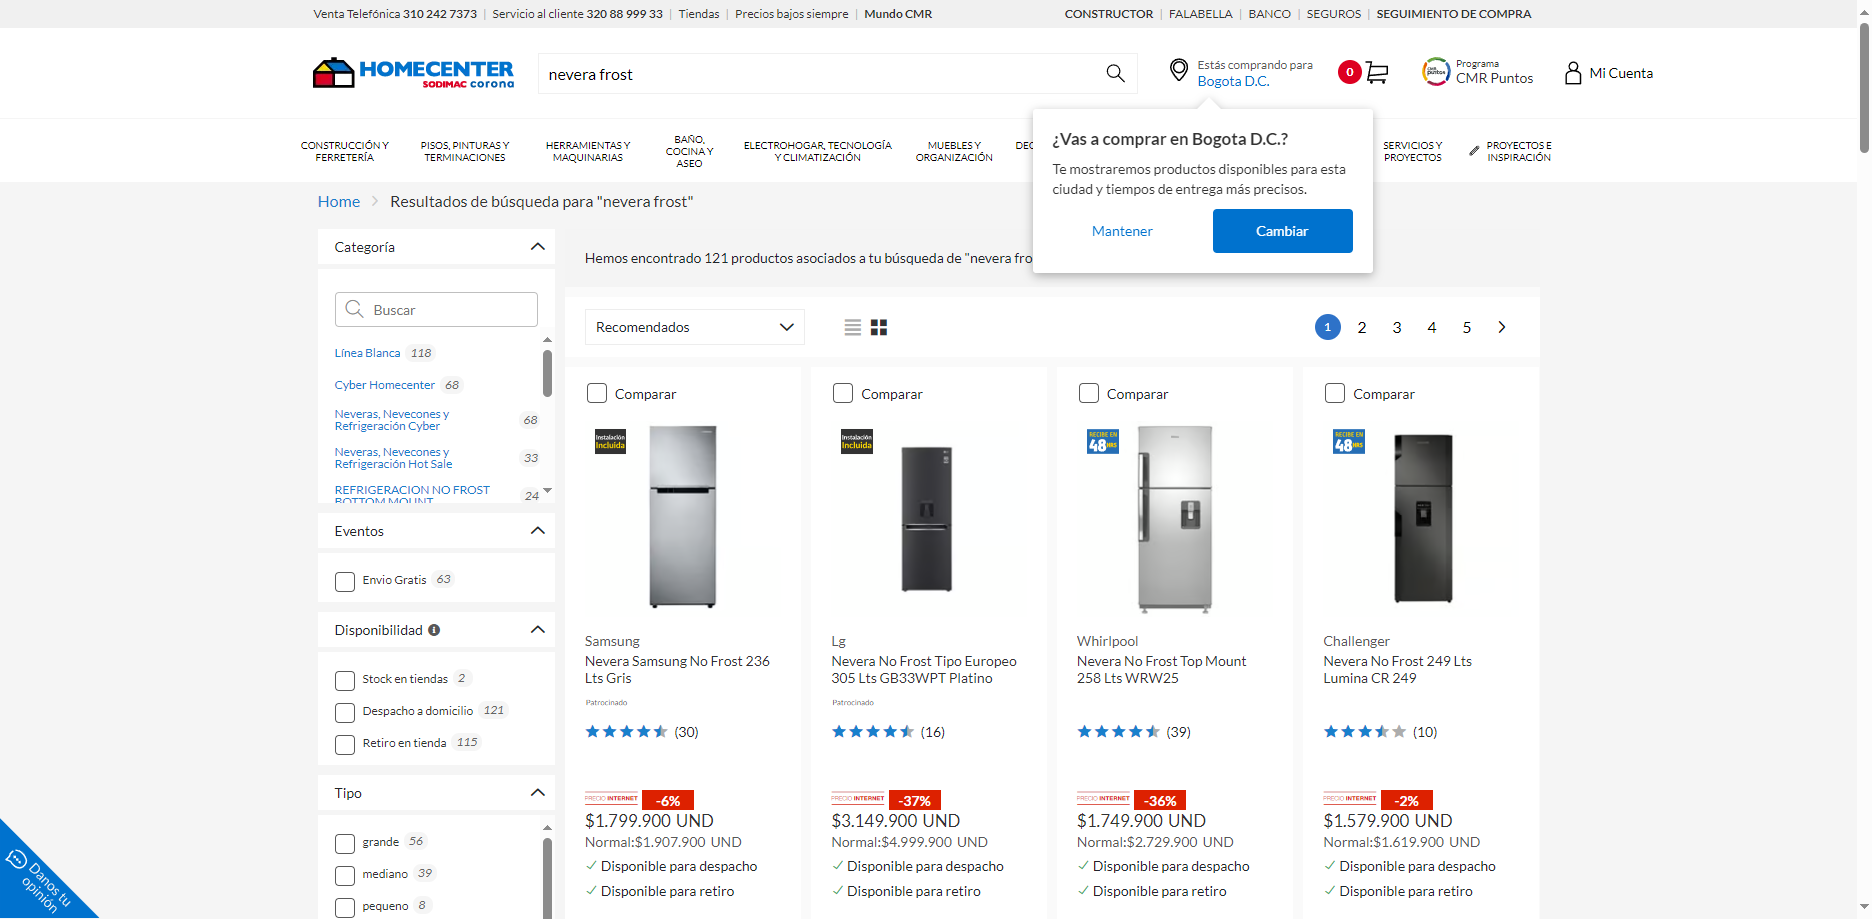 Venta Telefónica 310 242 7373 | Servicio al cliente 320 88 999 33 | Tiendas | Precios bajos siempre | Mundo CMR
CONSTRUCTOR | FALABELLA | BANCO | SEGUROS | SEGUIMIENTO DE COMPRA
HOMECENTER
SODIMAC corona
nevera frost
Estás comprando para
Bogota D.C.
0
CMR puntos
Programa
CMR Puntos
Mi Cuenta
CONSTRUCCIÓN Y
FERRETERÍA
PISOS, PINTURAS Y
TERMINACIONES
HERRAMIENTAS Y
MAQUINARIAS
BAÑO,
COCINA Y
ASEO
ELECTROHOGAR, TECNOLOGÍA
Y CLIMATIZACIÓN
MUEBLES Y
ORGANIZACIÓN
DEC
SERVICIOS Y
PROYECTOS
PROYECTOS E
INSPIRACIÓN
¿Vas a comprar en Bogota D.C.?
Te mostraremos productos disponibles para esta
ciudad y tiempos de entrega más precisos.
Mantener
Cambiar
Home > Resultados de búsqueda para "nevera frost"
Categoría
Buscar
Línea Blanca 118
Cyber Homecenter 68
Neveras, Nevecones y
Refrigeración Cyber 68
Neveras, Nevecones y
Refrigeración Hot Sale 33
REFRIGERACION NO FROST
BOTTOM MOUNT 24
Eventos
Envio Gratis 63
Disponibilidad
Stock en tiendas 2
Despacho a domicilio 121
Retiro en tienda 115
Tipo
grande 56
mediano 39
pequeno 8
Danos tu
opinión
Hemos encontrado 121 productos asociados a tu búsqueda de "nevera fro
Recomendados
1 2 3 4 5
Comparar
Instalación
Incluida
Samsung
Nevera Samsung No Frost 236
Lts Gris
Patrocinado
(30)
PRECIO INTERNET -6%
$1.799.900 UND
Normal:$1.907.900 UND
Disponible para despacho
Disponible para retiro
Comparar
Instalación
Incluida
Lg
Nevera No Frost Tipo Europeo
305 Lts GB33WPT Platino
Patrocinado
(16)
PRECIO INTERNET -37%
$3.149.900 UND
Normal:$4.999.900 UND
Disponible para despacho
Disponible para retiro
Comparar
RECIBE EN
48HRS
Whirlpool
Nevera No Frost Top Mount
258 Lts WRW25
(39)
PRECIO INTERNET -36%
$1.749.900 UND
Normal:$2.729.900 UND
Disponible para despacho
Disponible para retiro
Comparar
RECIBE EN
48HRS
Challenger
Nevera No Frost 249 Lts
Lumina CR 249
(10)
PRECIO INTERNET -2%
$1.579.900 UND
Normal:$1.619.900 UND
Disponible para despacho
Disponible para retiro